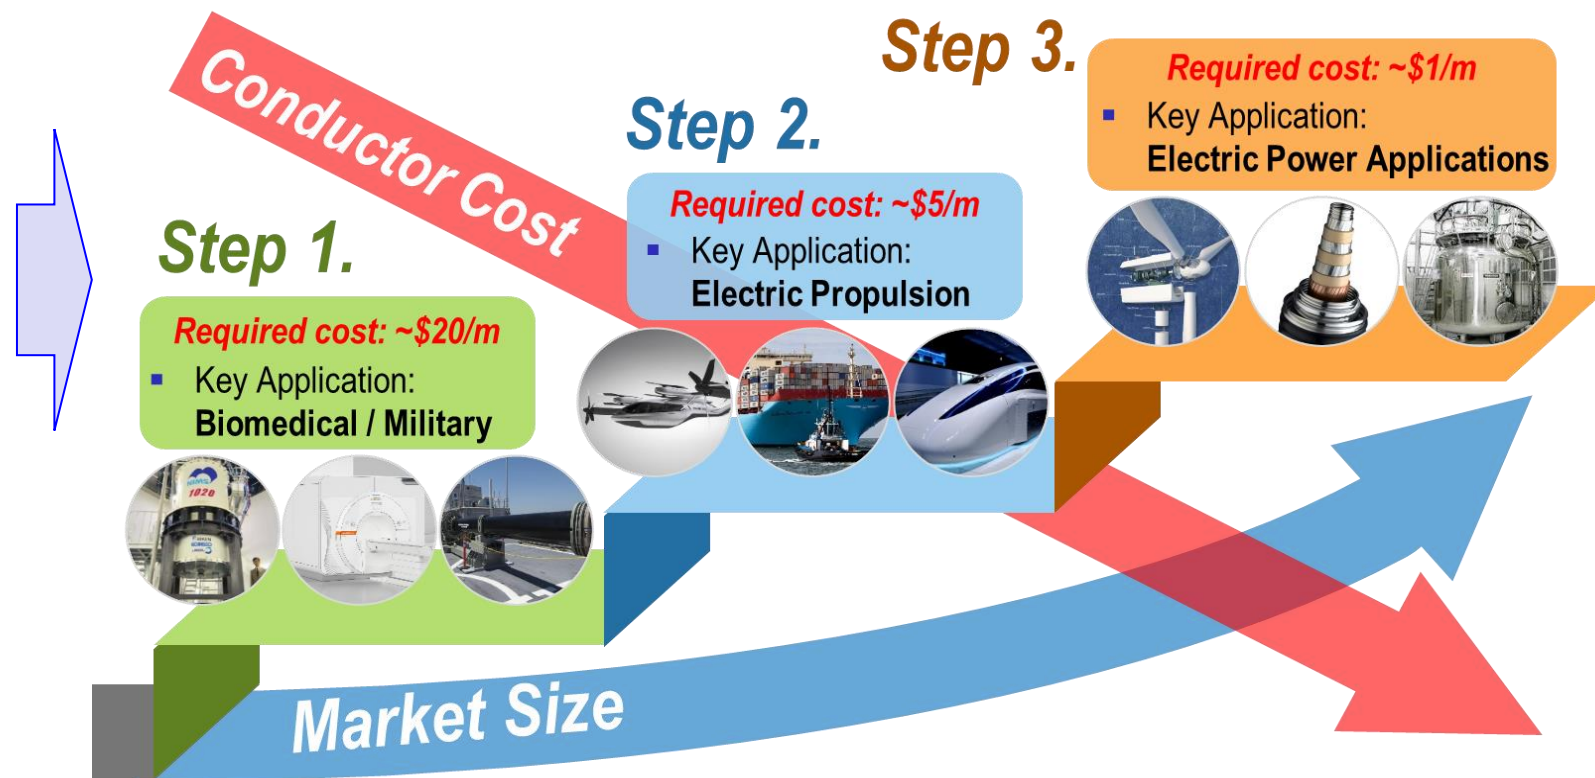 Conductor Cost
Step 1.
Required cost: ~$20/m
▪ Key Application:
Biomedical / Military
1020
Step 2.
Required cost: ~$5/m
▪ Key Application:
Electric Propulsion
Step 3.
Required cost: ~$1/m
▪ Key Application:
Electric Power Applications
Market Size